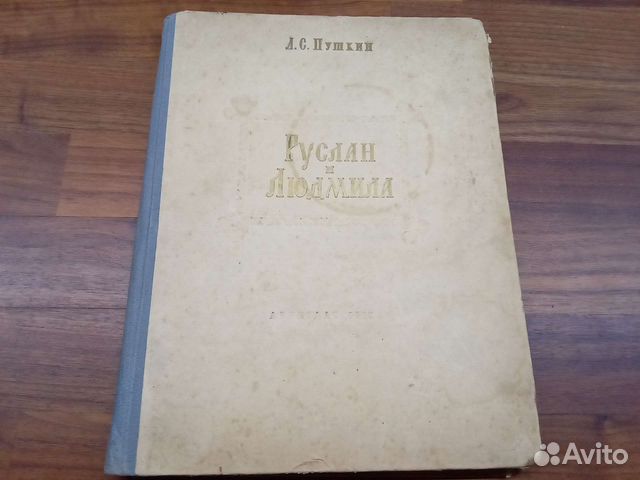 А.С. Пушкин
Руслан
и
Людмила
Avito